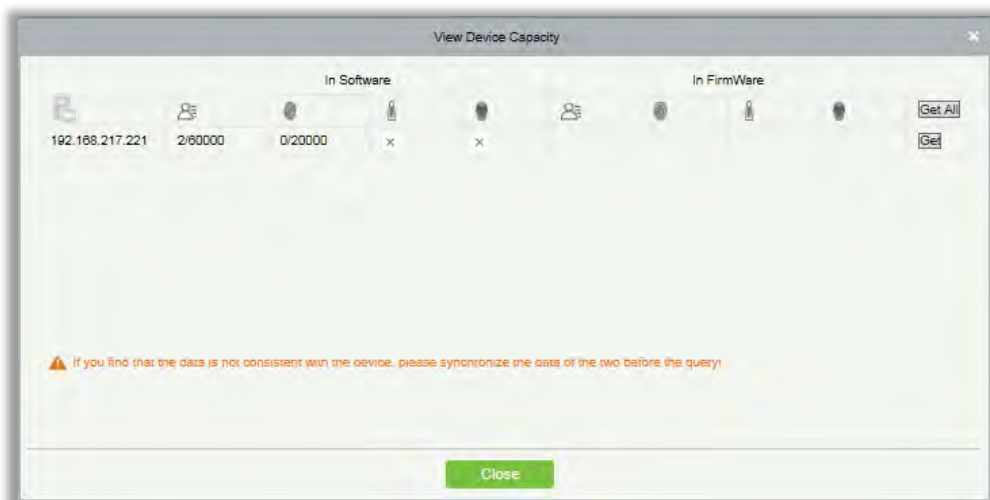 View Device Capacity
In Software In FirmWare
Get All
192.168.217.221 2/60000 0/20000 × × Get
If you find that the data is not consistent with the device, please synchronize the data of the two before the query!
Close